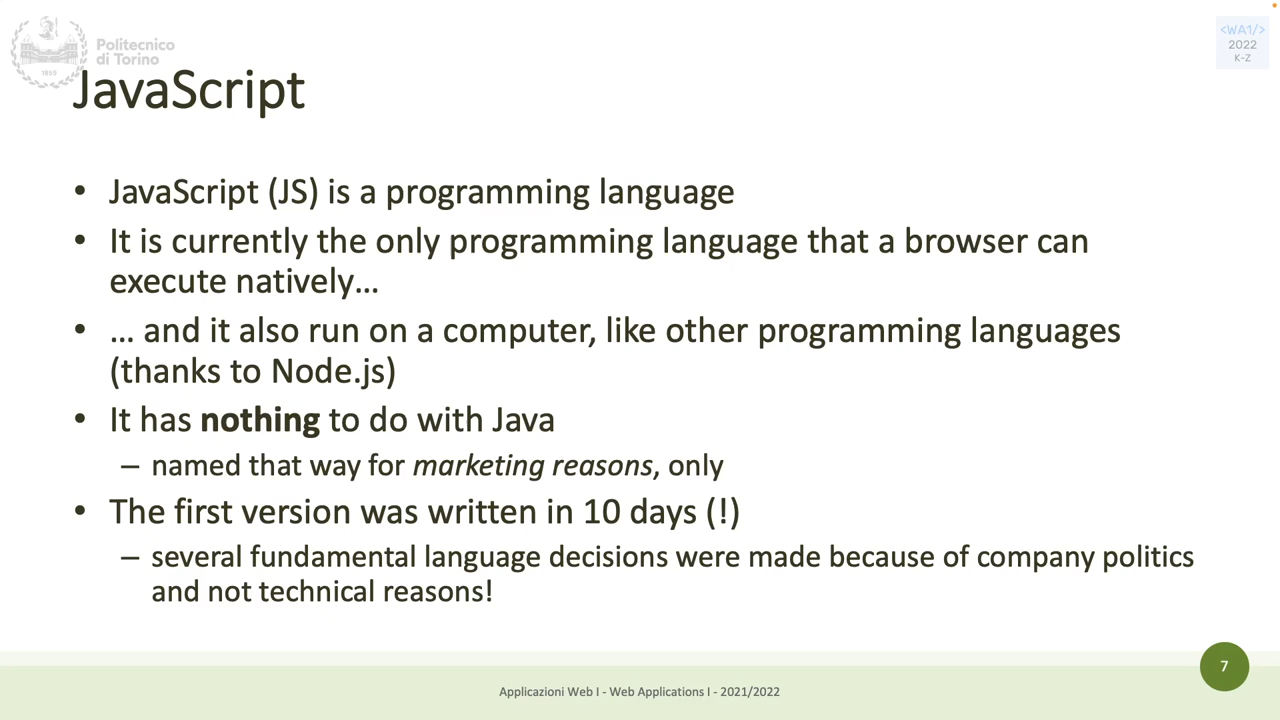 Politecnico
di Torino
1859
<WA1/>
2022
K-Z
JavaScript
• JavaScript (JS) is a programming language
• It is currently the only programming language that a browser can
execute natively…
• … and it also run on a computer, like other programming languages
(thanks to Node.js)
• It has nothing to do with Java
– named that way for marketing reasons, only
• The first version was written in 10 days (!)
– several fundamental language decisions were made because of company politics
and not technical reasons!
7
Applicazioni Web I - Web Applications I - 2021/2022